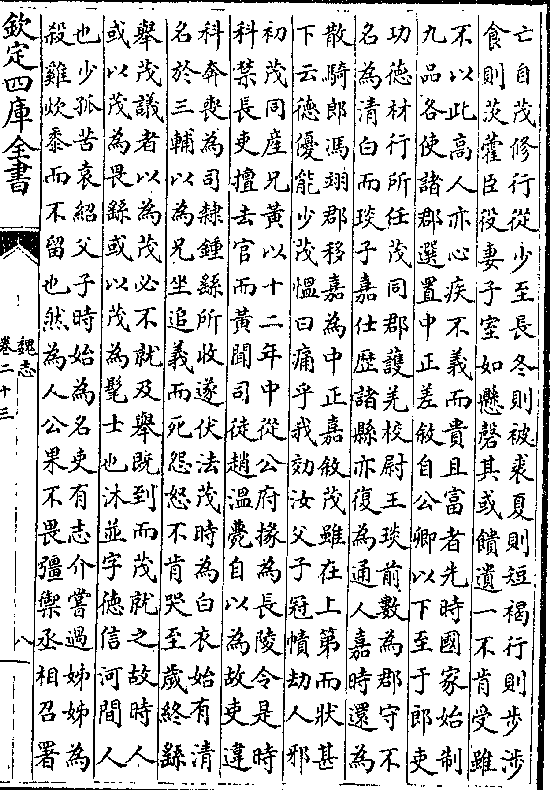 亡自茂修行從少至長冬則被裘夏則短褐行則步涉
食則茨藿臣役妻子室如懸磬其或饋遺一不肯受雖
不以此高人亦心疾不義而貴且富者先時國家始制
九品各使諸郡選置中正差敘自公卿以下至于郎吏
功德材行所任茂同郡護羌校尉王琰前數為郡守不
名為清白而琰子嘉仕歷諸縣亦復為通人嘉時還為
散騎郎馮翊郡移嘉為中正嘉敘茂雖在上第而狀甚
下云德優能少茂慍曰痛乎我効汝父子冠幘劫人邪
初茂同産兄黃以十二年中從公府掾為長陵令是時
科禁長吏擅去官而黃聞司徒趙溫薨自以為故吏違
科奔喪為司隸鍾繇所收遂伏法茂時為白衣始有清
名於三輔以為兄坐追義而死怨怒不肯哭至歲終繇
舉茂議者以為茂必不就及舉既到而茂就之故時人
或以茂為畏繇或以茂為髦士也沐並字德信河間人
也少孤苦袁紹父子時始為名吏有志介嘗過姊姊為
殺雞炊黍而不留也然為人公果不畏彊禦丞相召署
欽定四庫全書
魏志
卷二十三
八